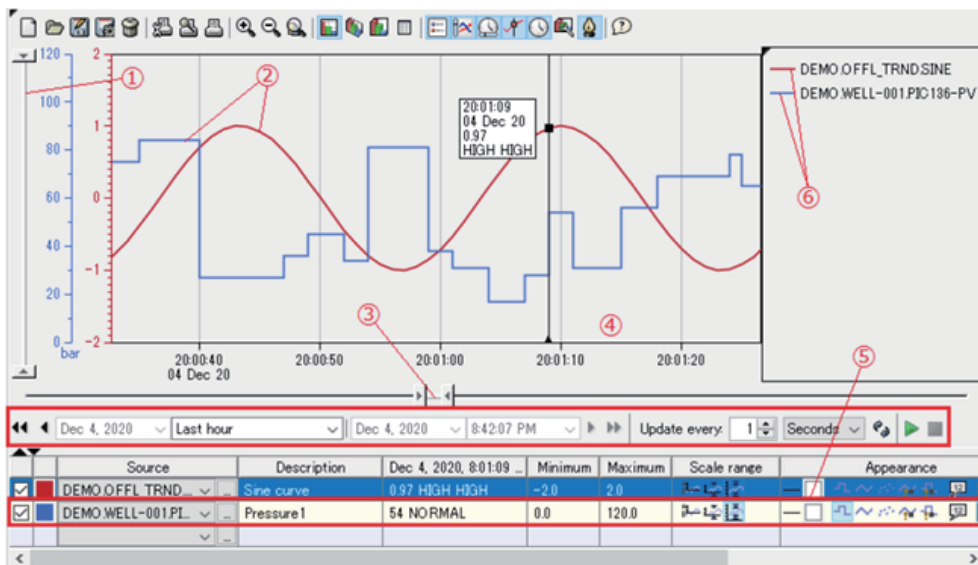 120
2
①
②
20:01:09
04 Dec 20
0.97
HIGH HIGH
DEMO.OFFL_TRND.SINE
DEMO.WELL-001.PIC136-PV
100
1
80
60
0
⑥
40
-1
20
③
④
0
-2
bar
20:00:40
20:00:50
20:01:00
20:01:10
20:01:20
04 Dec 20
⑤
Dec 4, 2020 Last hour Dec 4, 2020 8:42:07 PM Update every: 1 Seconds
Source Description Dec 4, 2020, 8:01:09 ... Minimum Maximum Scale range Appearance
DEMO.OFFL TRND... ... Sine curve 0.97 HIGH HIGH -2.0 2.0 12
DEMO.WELL-001.PI... ... Pressure1 54 NORMAL 0.0 120.0 12
...